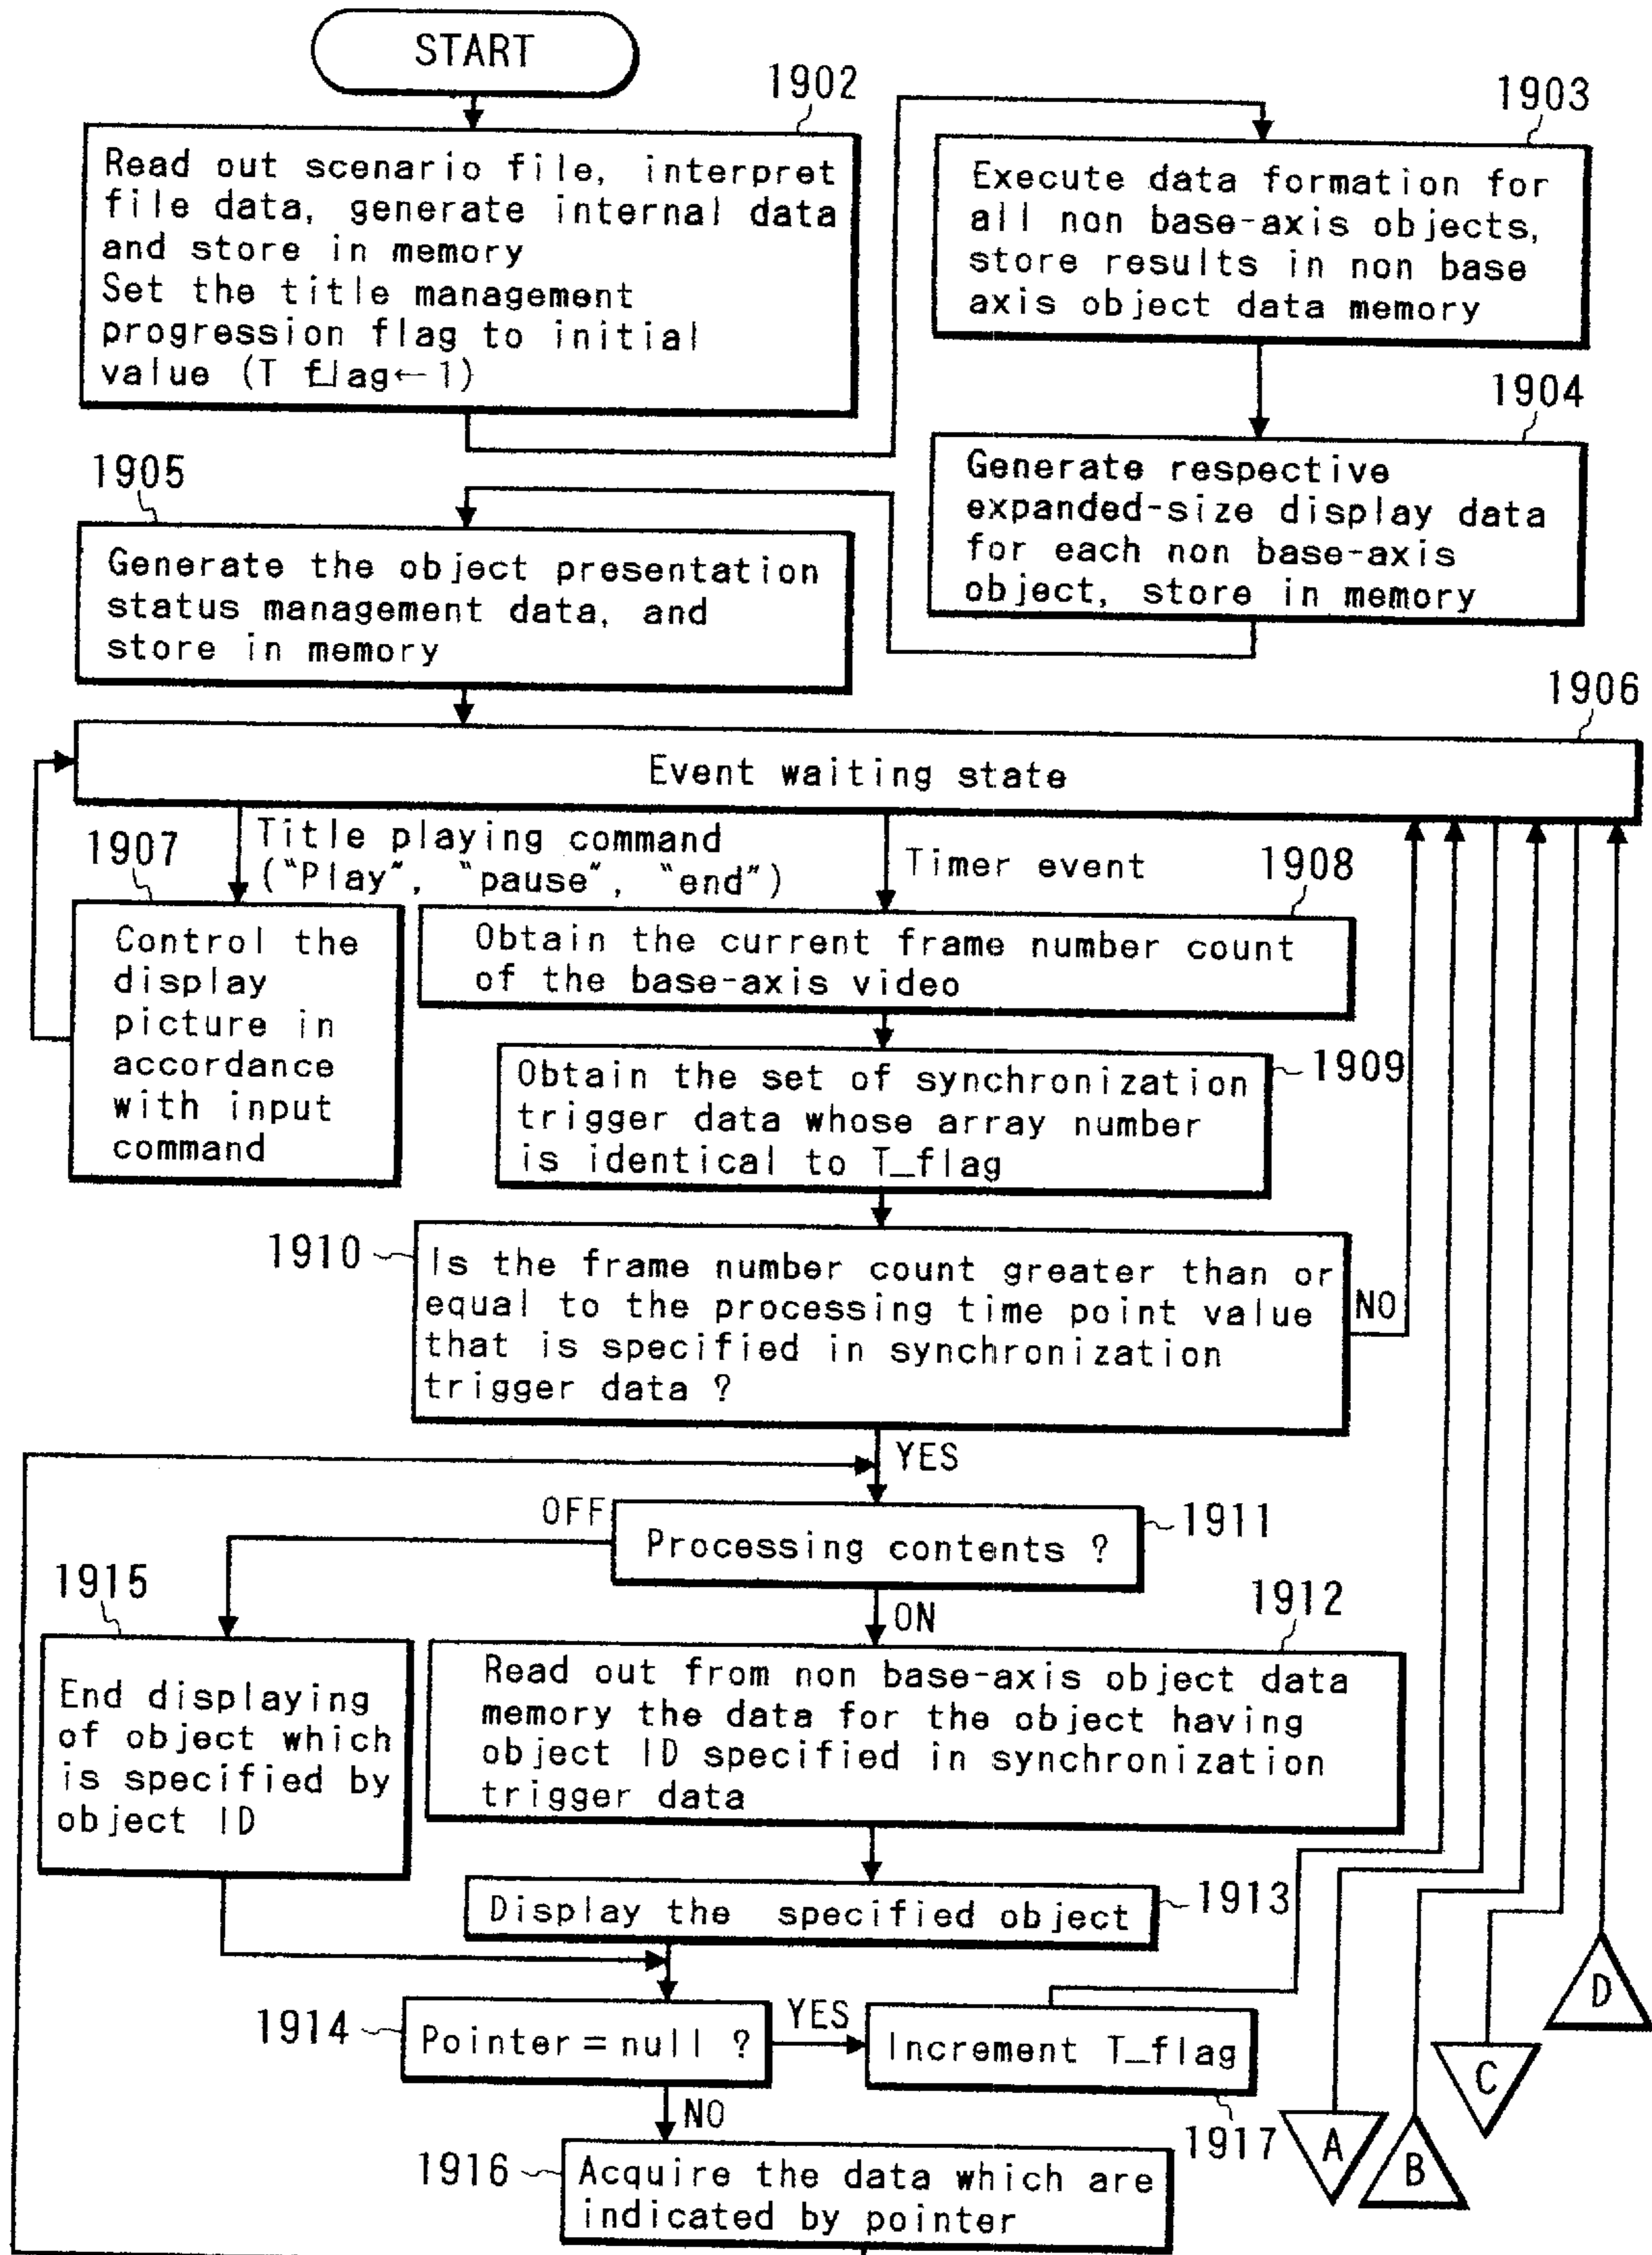 START
1902
Read out scenario file, interpret
file data, generate internal data
and store in memory
Set the title management
progression flag to initial
value (T flag←1)
1903
Execute data formation for
all non base-axis objects,
store results in non base
axis object data memory
1904
Generate respective
expanded-size display data
for each non base-axis
object, store in memory
1905
Generate the object presentation
status management data, and
store in memory
1906
Event waiting state
1907
Title playing command
("Play", "pause", "end")
Control the
display
picture in
accordance
with input
command
Timer event
1908
Obtain the current frame number count
of the base-axis video
1909
Obtain the set of synchronization
trigger data whose array number
is identical to T_flag
1910
Is the frame number count greater than or
equal to the processing time point value
that is specified in synchronization
trigger data ?
NO
YES
OFF
1911
Processing contents ?
ON
1915
End displaying
of object which
is specified by
object ID
1912
Read out from non base-axis object data
memory the data for the object having
object ID specified in synchronization
trigger data
1913
Display the specified object
1914
Pointer=null ?
YES
Increment T_flag
1917
NO
1916
Acquire the data which are
indicated by pointer
A
B
C
D